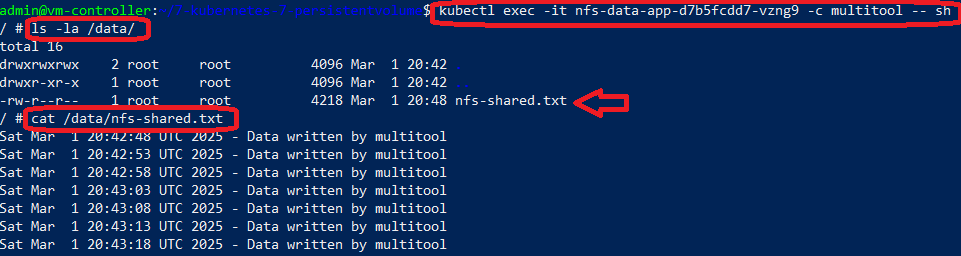 admin@vm-controller:~// kubernetes / persistentvolume$ kubectl exec -it nfs-data-app-d7b5fcdd7-vzng9 -c multitool -- sh
/ # ls -la /data/
total 16
drwxrwxrwx    2 root     root          4096 Mar  1 20:42 .
drwxr-xr-x    1 root     root          4096 Mar  1 20:42 ..
-rw-r--r--    1 root     root          4218 Mar  1 20:48 nfs-shared.txt
/ # cat /data/nfs-shared.txt
Sat Mar  1 20:42:48 UTC 2025 - Data written by multitool
Sat Mar  1 20:42:53 UTC 2025 - Data written by multitool
Sat Mar  1 20:42:58 UTC 2025 - Data written by multitool
Sat Mar  1 20:43:03 UTC 2025 - Data written by multitool
Sat Mar  1 20:43:08 UTC 2025 - Data written by multitool
Sat Mar  1 20:43:13 UTC 2025 - Data written by multitool
Sat Mar  1 20:43:18 UTC 2025 - Data written by multitool